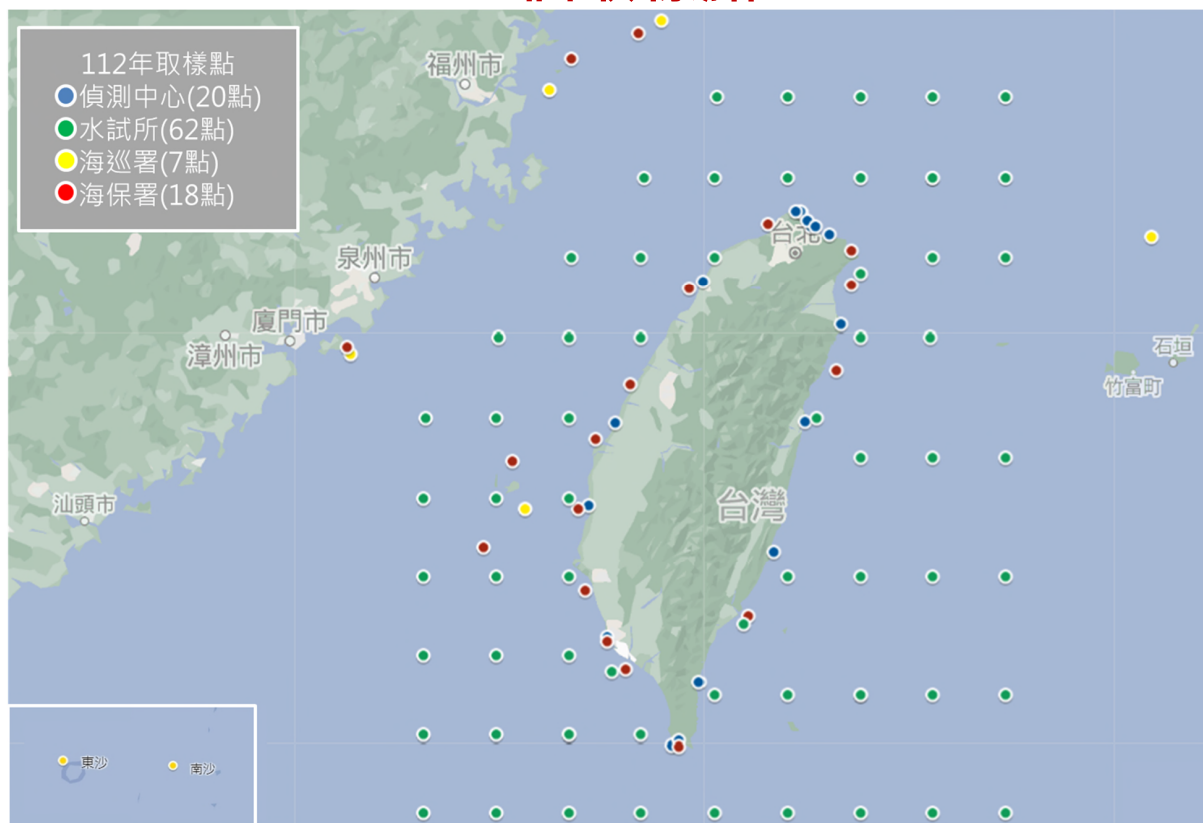 112年取樣點
偵測中心(20點)
水試所(62點)
海巡署(7點)
海保署(18點)
福州市
台北
泉州市
廈門市
漳州市
石垣
竹富町
汕頭市
台灣
東沙
南沙